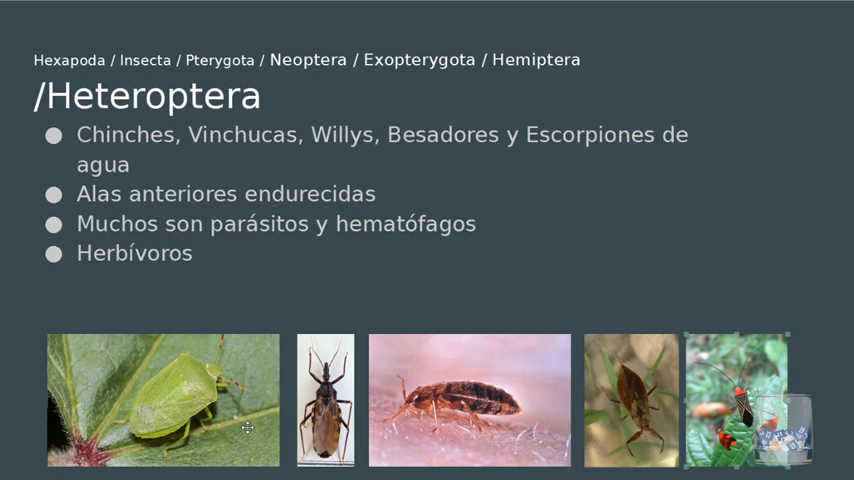 Hexapoda / Insecta / Pterygota / Neoptera / Exopterygota / Hemiptera
/Heteroptera
● Chinches, Vinchucas, Willys, Besadores y Escorpiones de
agua
● Alas anteriores endurecidas
● Muchos son parásitos y hematófagos
● Herbívoros